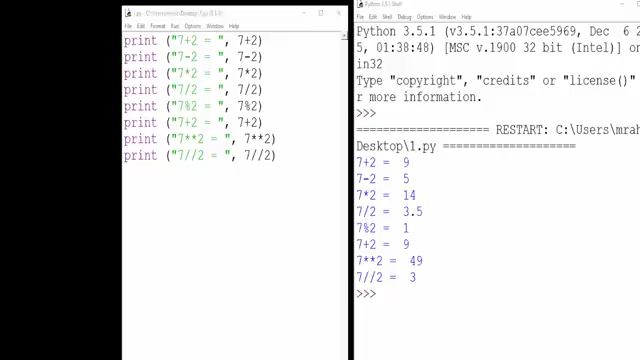 File Edit Format Run Options Window Help
print ("7+2 = ", 7+2)
print ("7-2 = ", 7-2)
print ("7*2 = ", 7*2)
print ("7/2 = ", 7/2)
print ("7%2 = ", 7%2)
print ("7+2 = ", 7+2)
print ("7**2 = ", 7**2)
print ("7//2 = ", 7//2)
Python 3.5.1 Shell
File Edit Shell Debug Options Window Help
Python 3.5.1 (v3.5.1:37a07cee5969, Dec 6 2
5, 01:38:48) [MSC v.1900 32 bit (Intel)] on
in32
Type "copyright", "credits" or "license()"
r more information.
>>>
==================== RESTART: C:\Users\mrah
Desktop\1.py ====================
7+2 = 9
7-2 = 5
7*2 = 14
7/2 = 3.5
7%2 = 1
7+2 = 9
7**2 = 49
7//2 = 3
>>>